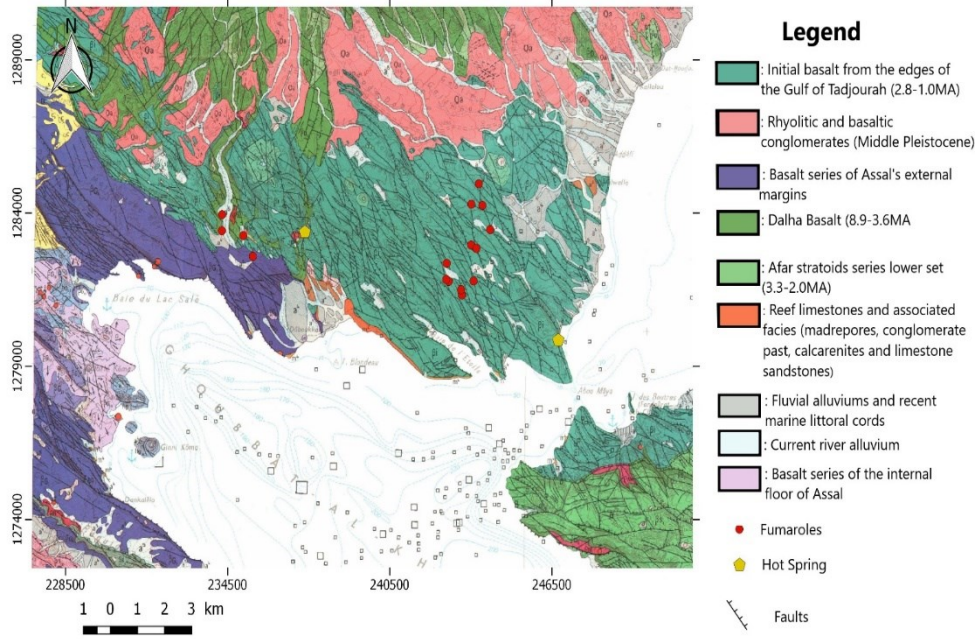 N
Legend
: Initial basalt from the edges of
the Gulf of Tadjourah (2.8-1.0MA)
: Rhyolitic and basaltic
conglomerates (Middle Pleistocene)
: Basalt series of Assal's external
margins
: Dalha Basalt (8.9-3.6MA
: Afar stratoids series lower set
(3.3-2.0MA)
: Reef limestones and associated
facies (madrepores, conglomerate
past, calcarenites and limestone
sandstones)
: Fluvial alluviums and recent
marine littoral cords
: Current river alluvium
: Basalt series of the internal
floor of Assal
Fumaroles
Hot Spring
Faults
1289000
1284000
1279000
1274000
Baie du Lac Salé
GHOUBBAT AL KH
228500
234500
240500
246500
1 0 1 2 3 km